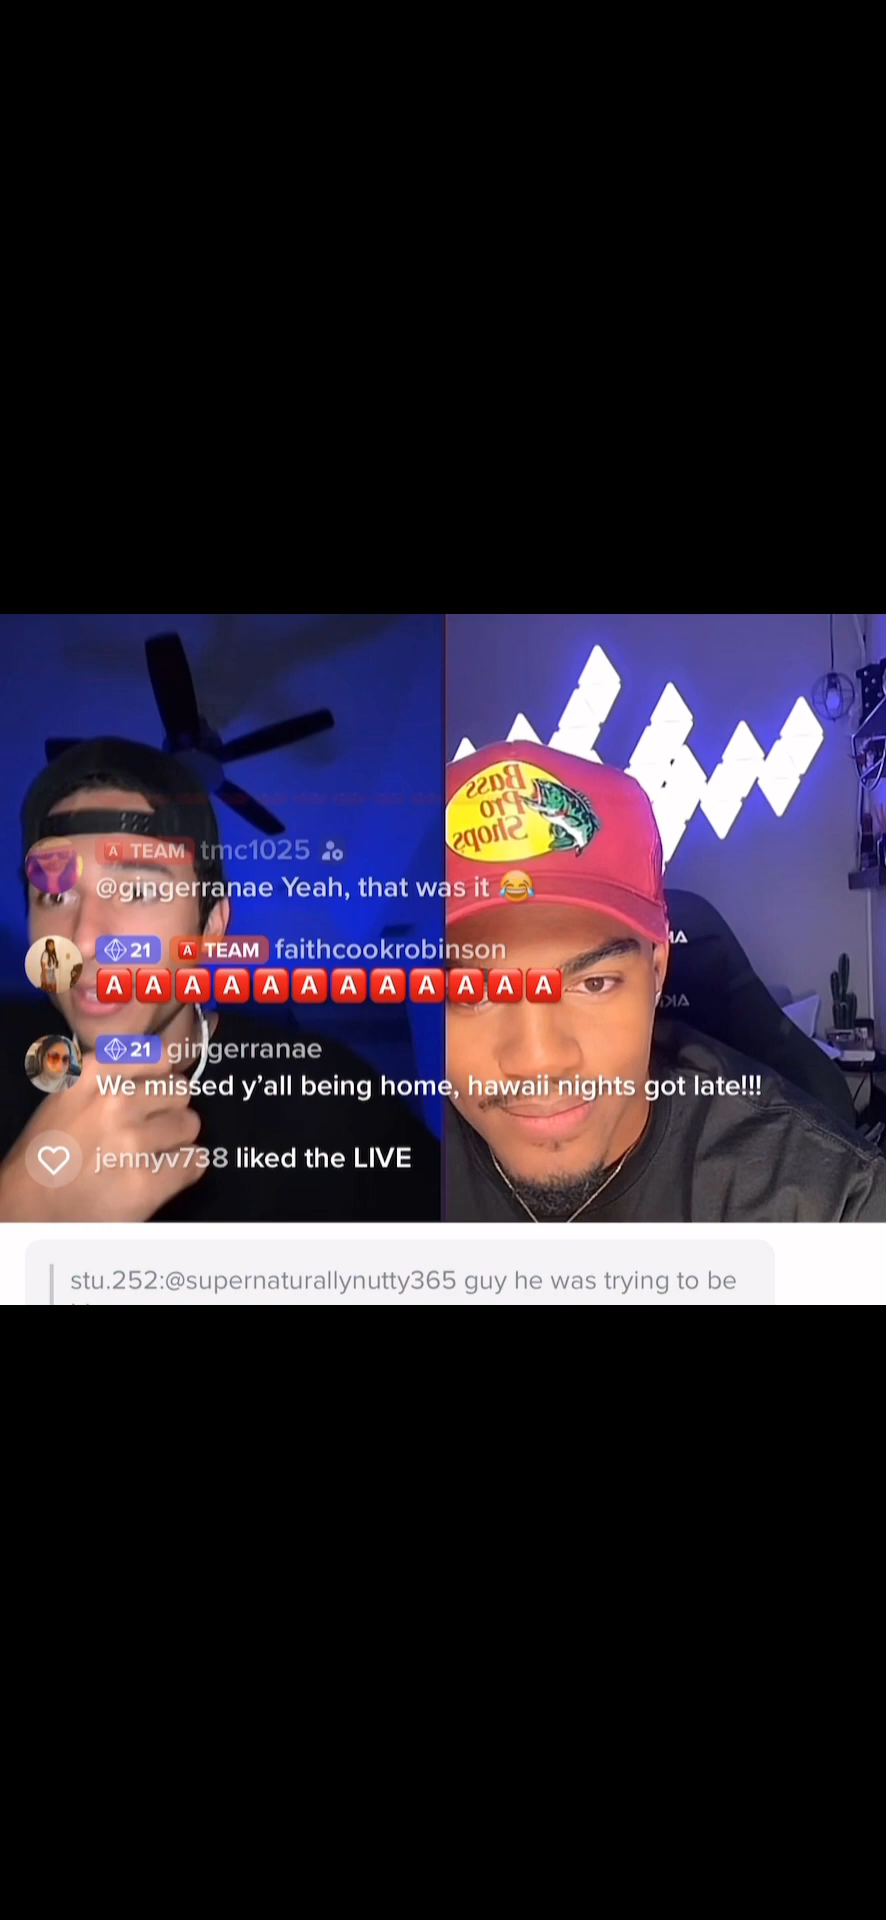 Bass
Pro
Shops
A TEAM tmc1025
@gingerranae Yeah, that was it 😂
21 A TEAM faithcookrobinson
🅰🅰🅰🅰🅰🅰🅰🅰🅰🅰🅰🅰
21 gingerranae
We missed y’all being home, hawaii nights got late!!!
jennyv738 liked the LIVE
stu.252:@supernaturallynutty365 guy he was trying to be